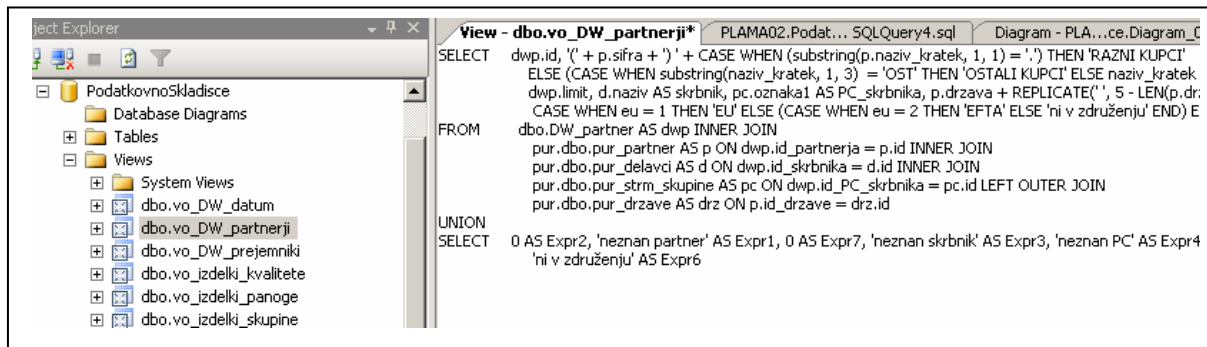 ject Explorer
PodatkovnoSkladisce
Database Diagrams
Tables
Views
System Views
dbo.vo_DW_datum
dbo.vo_DW_partnerji
dbo.vo_DW_prejemniki
dbo.vo_izdelki_kvalitete
dbo.vo_izdelki_panoge
dbo.vo_izdelki_skupine
View - dbo.vo_DW_partnerji* PLAMA02.Podat... SQLQuery4.sql Diagram - PLA...ce.Diagram_0
SELECT dwp.id, '(' + p.sifra + ') ' + CASE WHEN (substring(p.naziv_kratek, 1, 1) = '.') THEN 'RAZNI KUPCI'
ELSE (CASE WHEN substring(naziv_kratek, 1, 3) = 'OST' THEN 'OSTALI KUPCI' ELSE naziv_kratek
dwp.limit, d.naziv AS skrbnik, pc.oznaka1 AS PC_skrbnika, p.drzava + REPLICATE(' ', 5 - LEN(p.drz
CASE WHEN eu = 1 THEN 'EU' ELSE (CASE WHEN eu = 2 THEN 'EFTA' ELSE 'ni v združenju' END) E
FROM dbo.DW_partner AS dwp INNER JOIN
pur.dbo.pur_partner AS p ON dwp.id_partnerja = p.id INNER JOIN
pur.dbo.pur_delavci AS d ON dwp.id_skrbnika = d.id INNER JOIN
pur.dbo.pur_strm_skupine AS pc ON dwp.id_PC_skrbnika = pc.id LEFT OUTER JOIN
pur.dbo.pur_drzave AS drz ON p.id_drzave = drz.id
UNION
SELECT 0 AS Expr2, 'neznan partner' AS Expr1, 0 AS Expr7, 'neznan skrbnik' AS Expr3, 'neznan PC' AS Expr4
'ni v združenju' AS Expr6